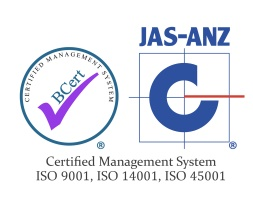 JAS-ANZ
CERTIFIED MANAGEMENT SYSTEM
BCert
®
®
Certified Management System
ISO 9001, ISO 14001, ISO 45001